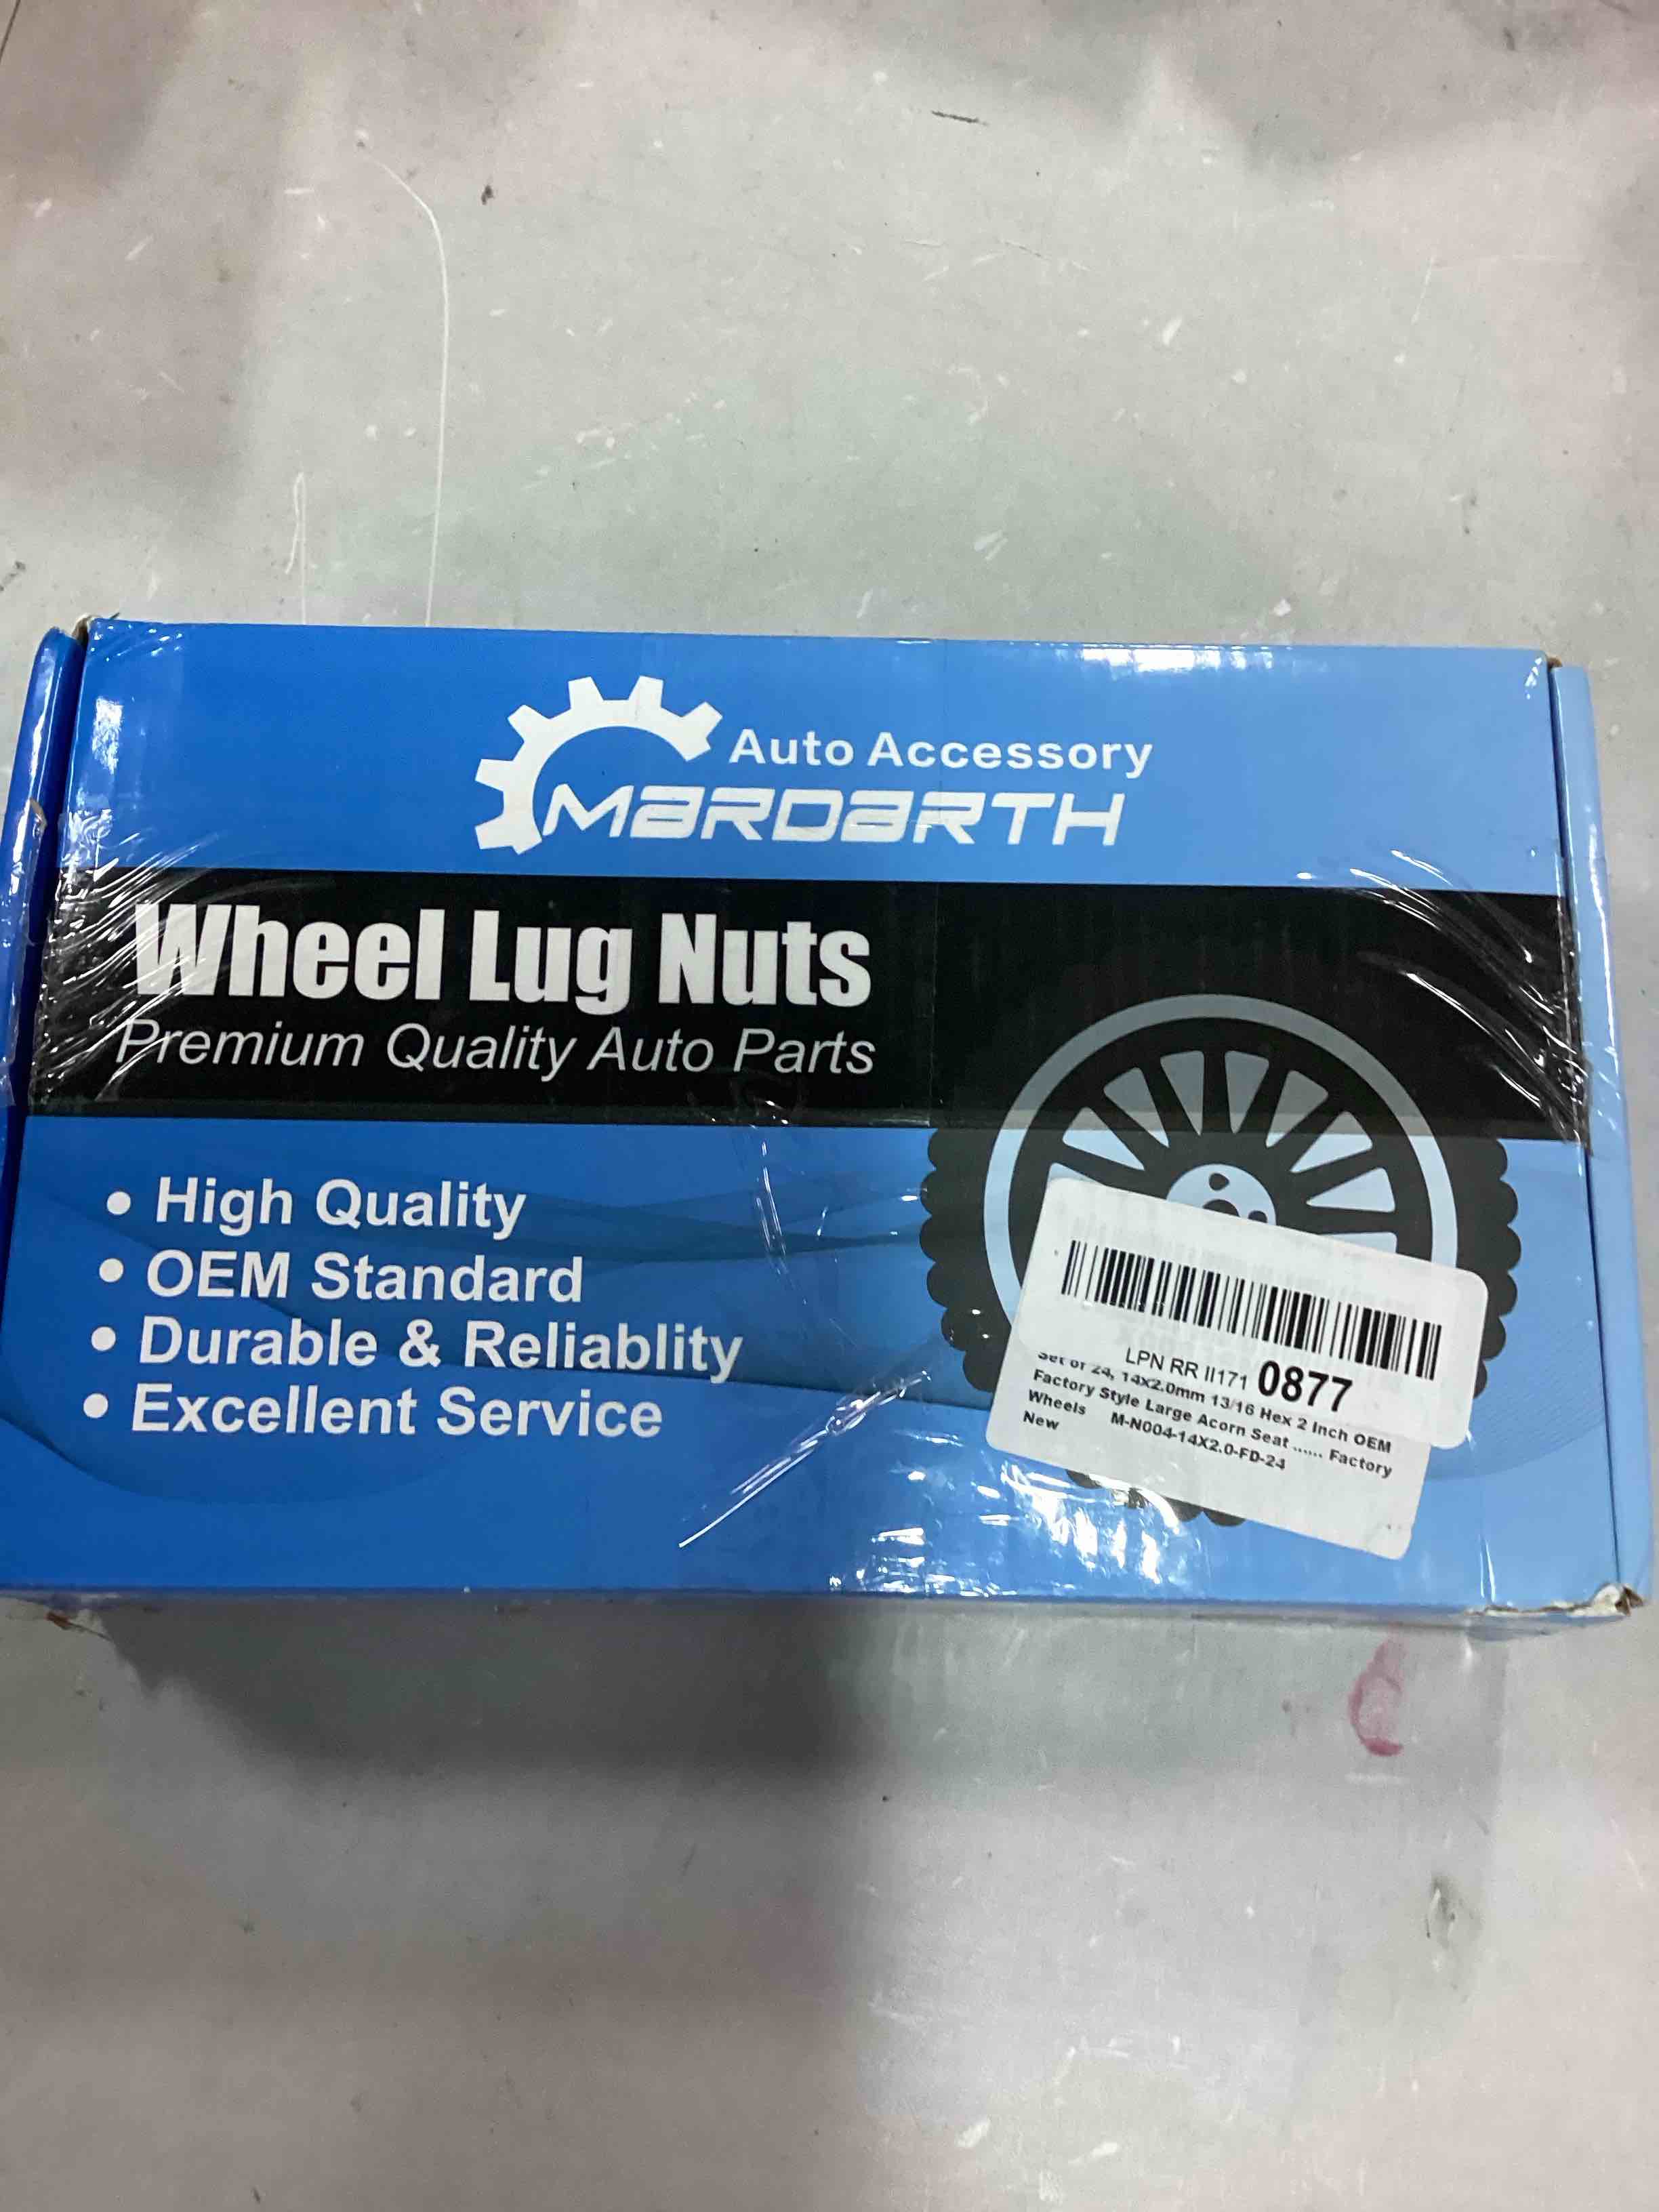 Auto Accessory
MARDARTH
Wheel Lug Nuts
Premium Quality Auto Parts
• High Quality
• OEM Standard
• Durable & Reliablity
• Excellent Service
LPN RR II171 0877
Set of 24, 14x2.0mm 13/16 Hex 2 Inch OEM
Factory Style Large Acorn Seat ...... Factory
Wheels M-N004-14X2.0-FD-24
New